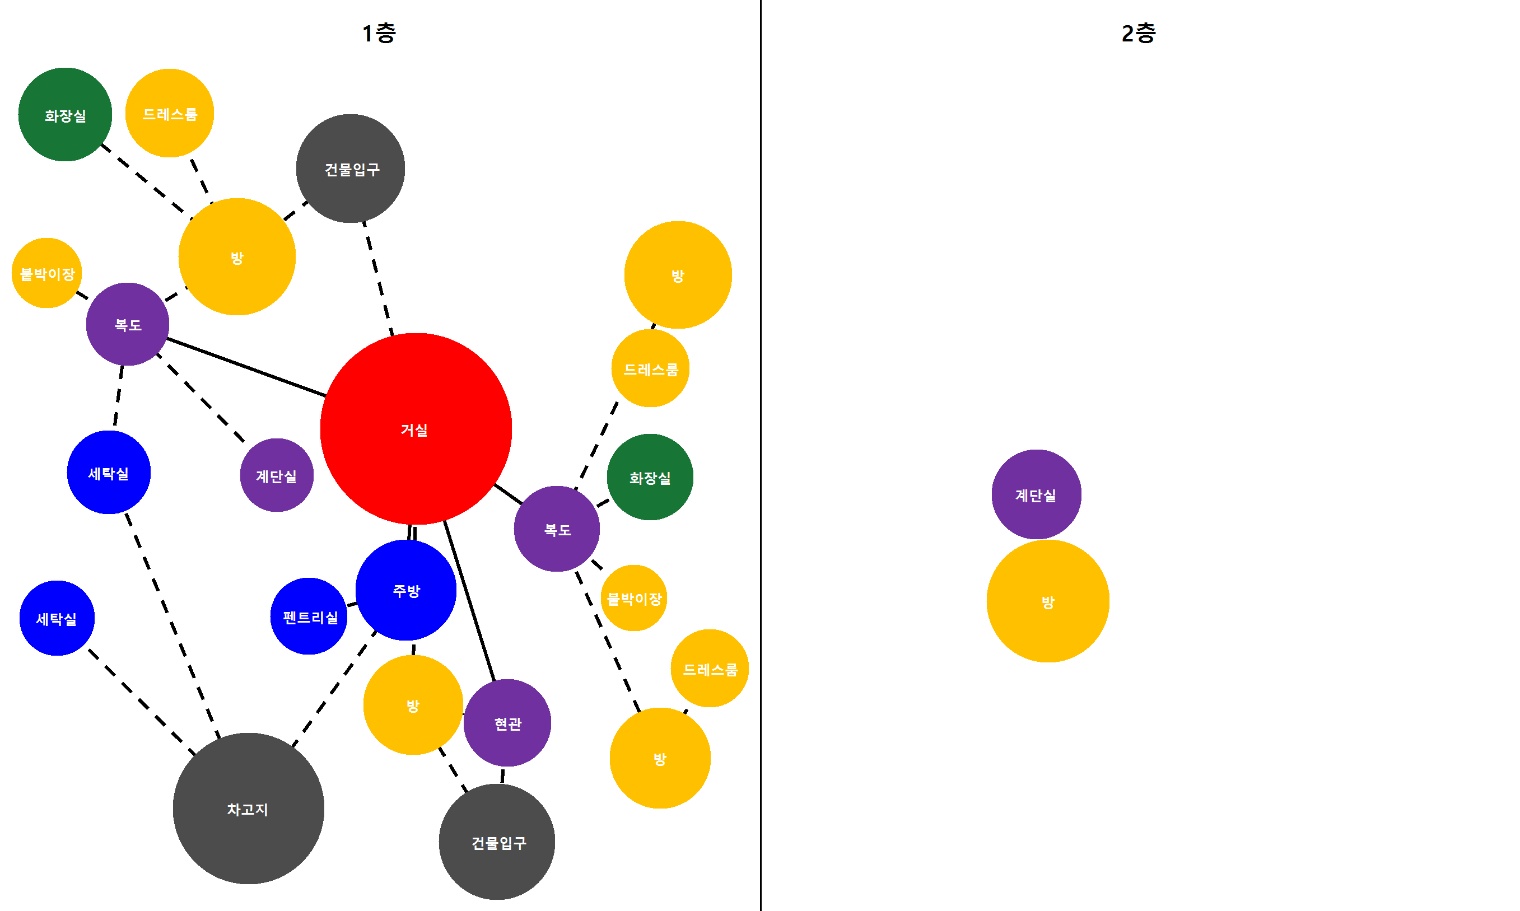 1층
2층
화장실
드레스룸
건물입구
방
붙박이장
복도
방
드레스룸
거실
세탁실
계단실
화장실
복도
주방
펜트리실
붙박이장
세탁실
방
현관
드레스룸
방
차고지
건물입구
계단실
방